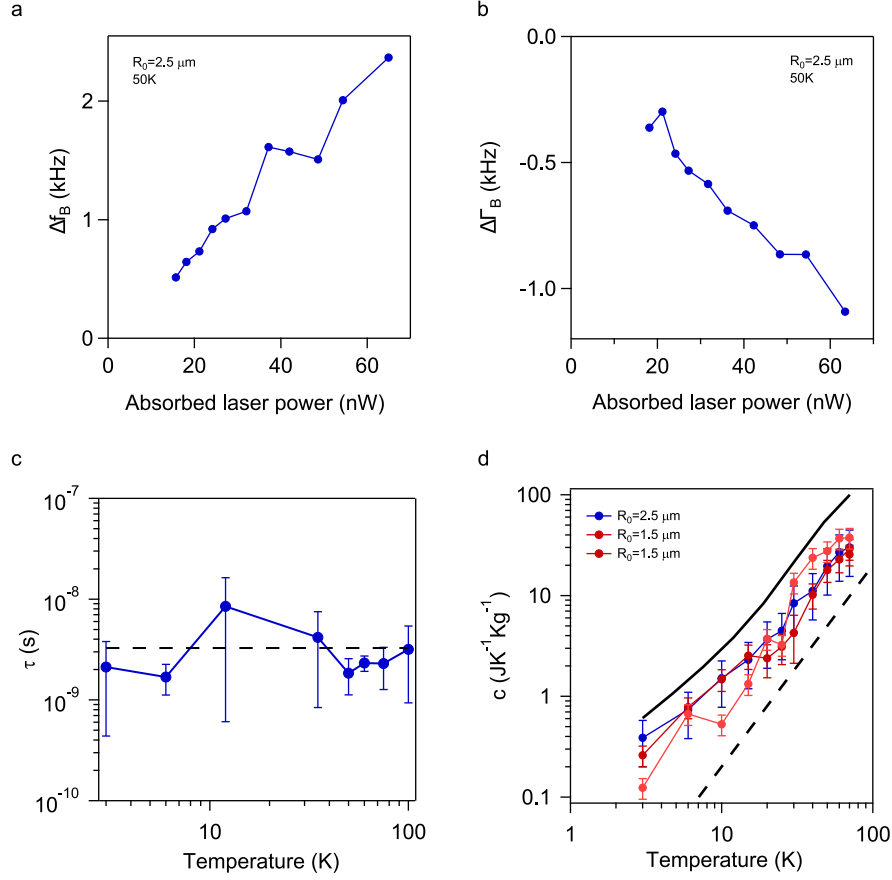 a
R₀=2.5 μm
50K
2
1
0
Δf_B (kHz)
0
20
40
60
Absorbed laser power (nW)
b
R₀=2.5 μm
50K
0.0
-0.5
-1.0
ΔΓ_B (kHz)
0
20
40
60
Absorbed laser power (nW)
c
10⁻⁷
10⁻⁸
10⁻⁹
10⁻¹⁰
τ (s)
10
100
Temperature (K)
d
R₀=2.5 μm
R₀=1.5 μm
R₀=1.5 μm
100
10
1
0.1
c (JK⁻¹Kg⁻¹)
1
10
100
Temperature (K)